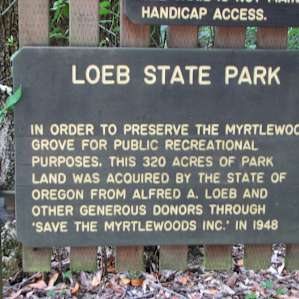 HANDICAP ACCESS.
LOEB STATE PARK
IN ORDER TO PRESERVE THE MYRTLEWOO
GROVE FOR PUBLIC RECREATIONAL
PURPOSES. THIS 320 ACRES OF PARK
LAND WAS ACQUIRED BY THE STATE OF
OREGON FROM ALFRED A. LOEB AND
OTHER GENEROUS DONORS THROUGH
'SAVE THE MYRTLEWOODS INC.' IN 1948